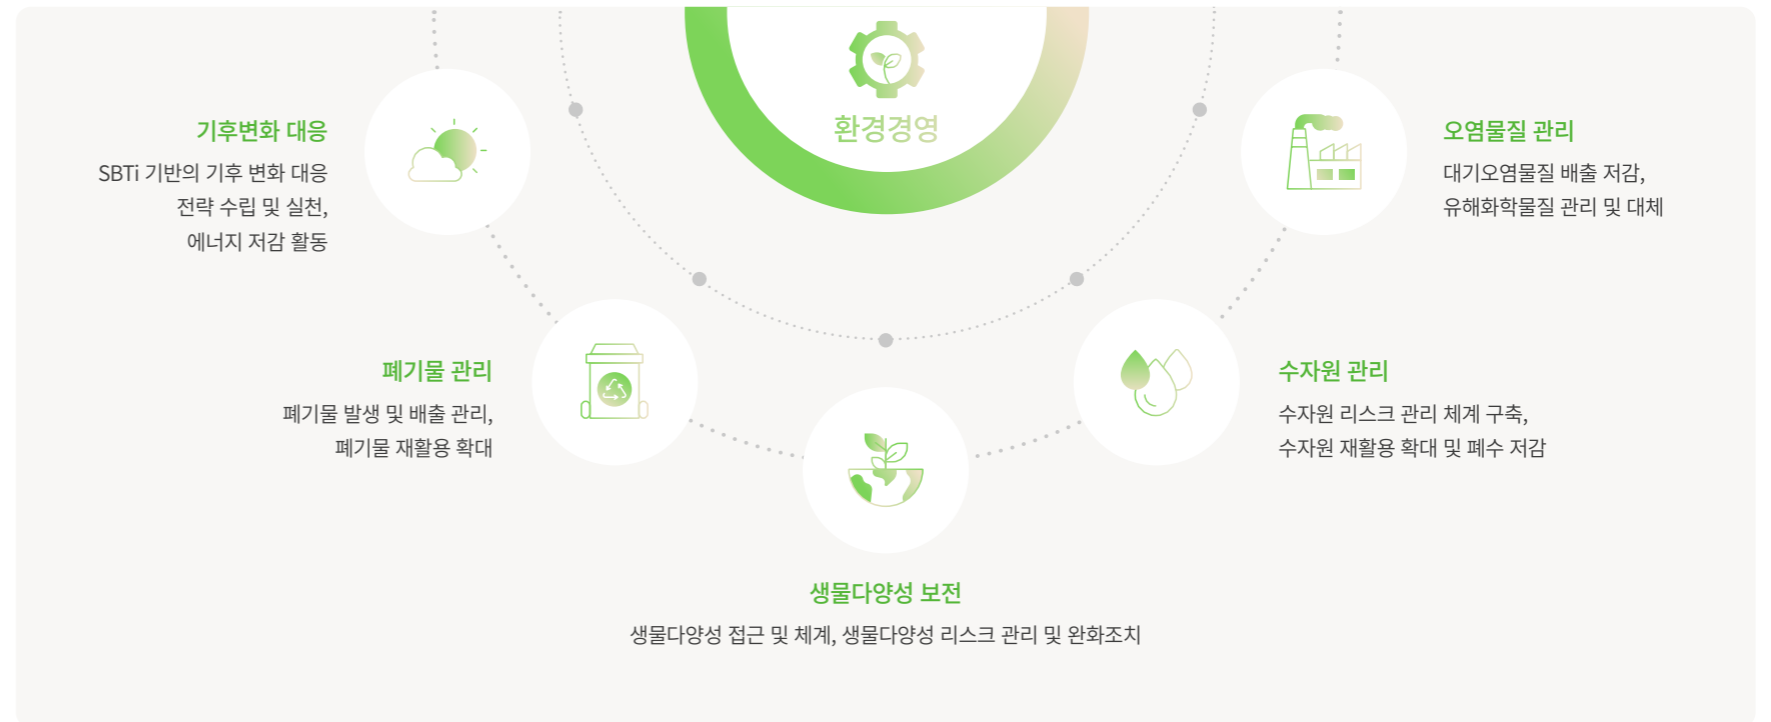 환경경영
기후변화 대응
SBTi 기반의 기후 변화 대응
전략 수립 및 실천,
에너지 저감 활동
폐기물 관리
폐기물 발생 및 배출 관리,
폐기물 재활용 확대
생물다양성 보전
생물다양성 접근 및 체계, 생물다양성 리스크 관리 및 완화조치
수자원 관리
수자원 리스크 관리 체계 구축,
수자원 재활용 확대 및 폐수 저감
오염물질 관리
대기오염물질 배출 저감,
유해화학물질 관리 및 대체